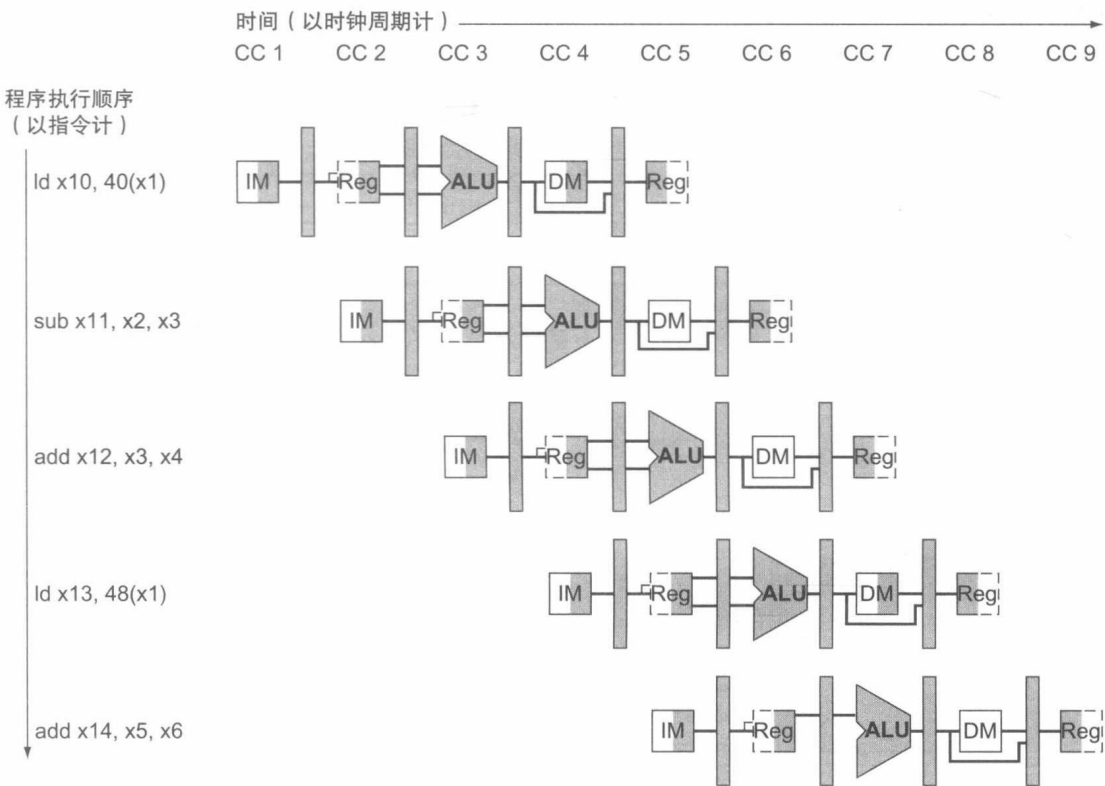 时间（以时钟周期计）
CC 1 CC 2 CC 3 CC 4 CC 5 CC 6 CC 7 CC 8 CC 9
程序执行顺序
（以指令计）
ld x10, 40(x1) IM Reg ALU DM Reg
sub x11, x2, x3 IM Reg ALU DM Reg
add x12, x3, x4 IM Reg ALU DM Reg
ld x13, 48(x1) IM Reg ALU DM Reg
add x14, x5, x6 IM Reg ALU DM Reg